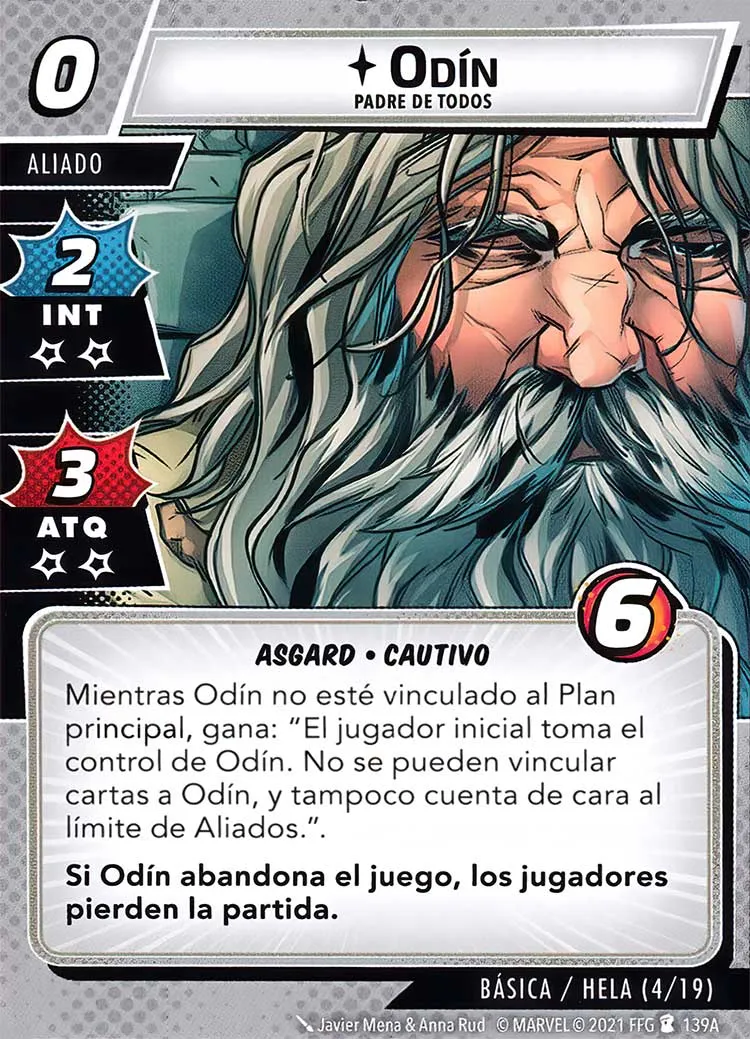 0
Odín
PADRE DE TODOS
ALIADO
2
INT
3
ATQ
6
ASGARD • CAUTIVO
Mientras Odín no esté vinculado al Plan
principal, gana: “El jugador inicial toma el
control de Odín. No se pueden vincular
cartas a Odín, y tampoco cuenta de cara al
límite de Aliados.”.
Si Odín abandona el juego, los jugadores
pierden la partida.
BÁSICA / HELA (4/19)
Javier Mena & Anna Rud © MARVEL © 2021 FFG 139A